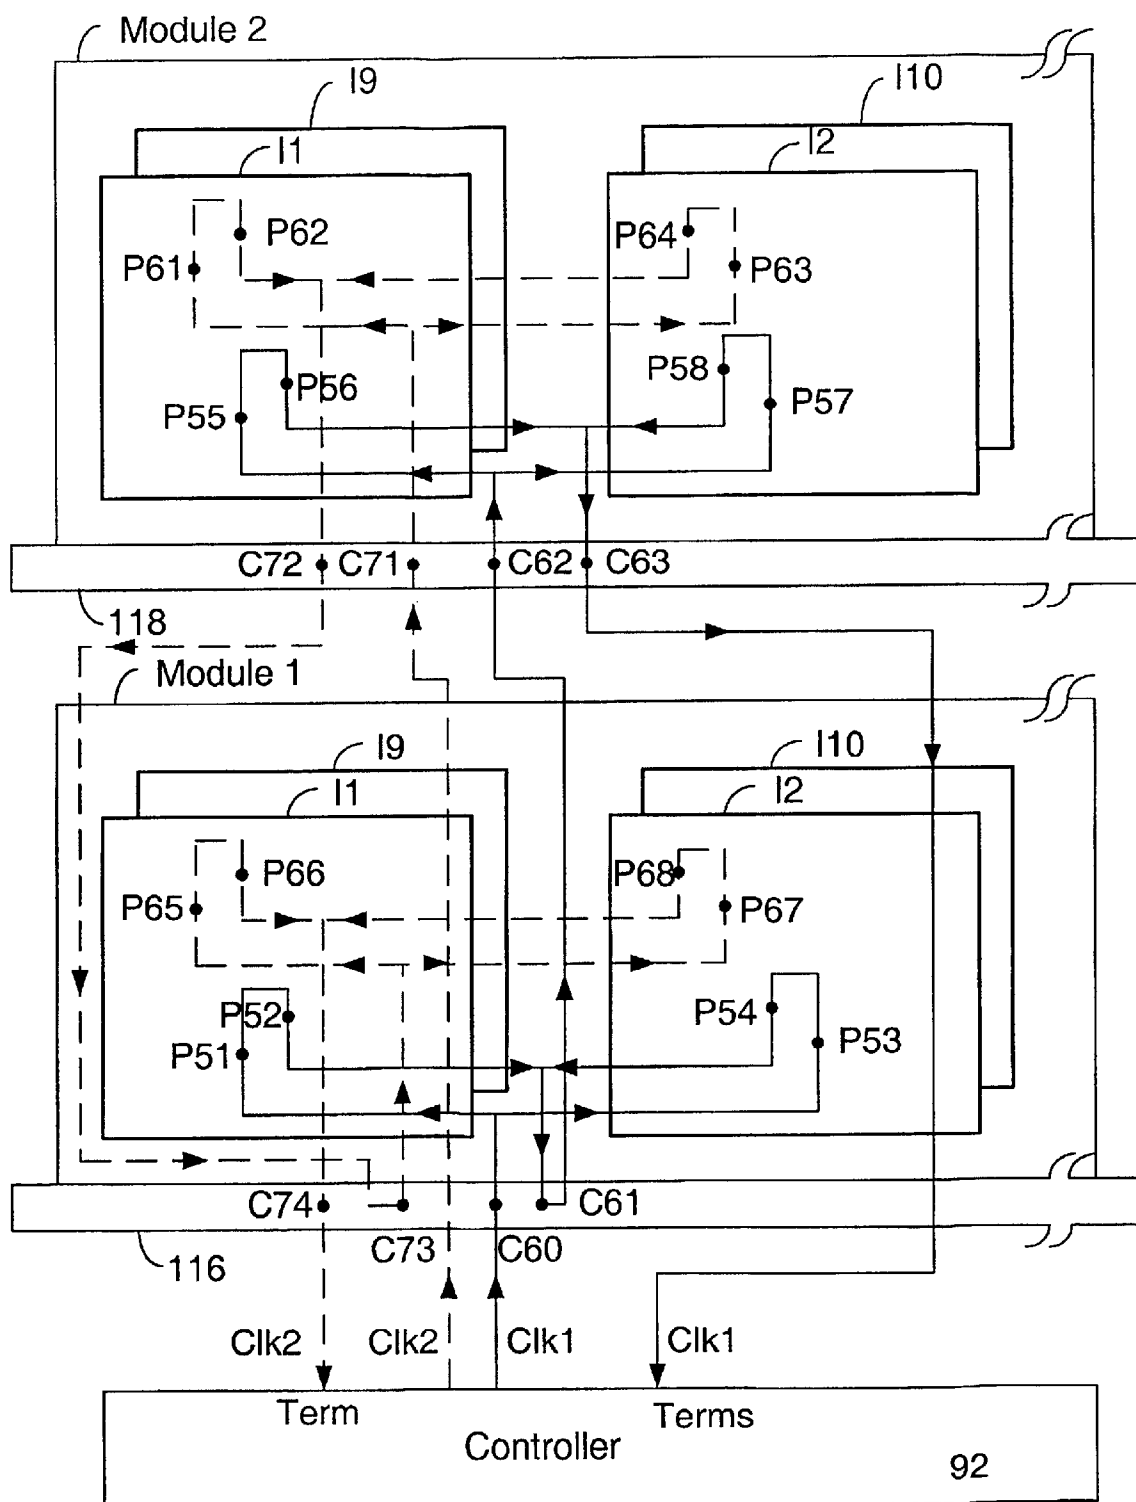 Module 2
I9
I10
I1
I2
P62
P64
P61
P63
P56
P58
P55
P57
C72
C71
C62
C63
118
Module 1
I9
I10
I1
I2
P66
P68
P65
P67
P52
P54
P51
P53
C74
C61
C73
C60
116
Clk2
Clk2
Clk1
Clk1
Term
Terms
Controller
92